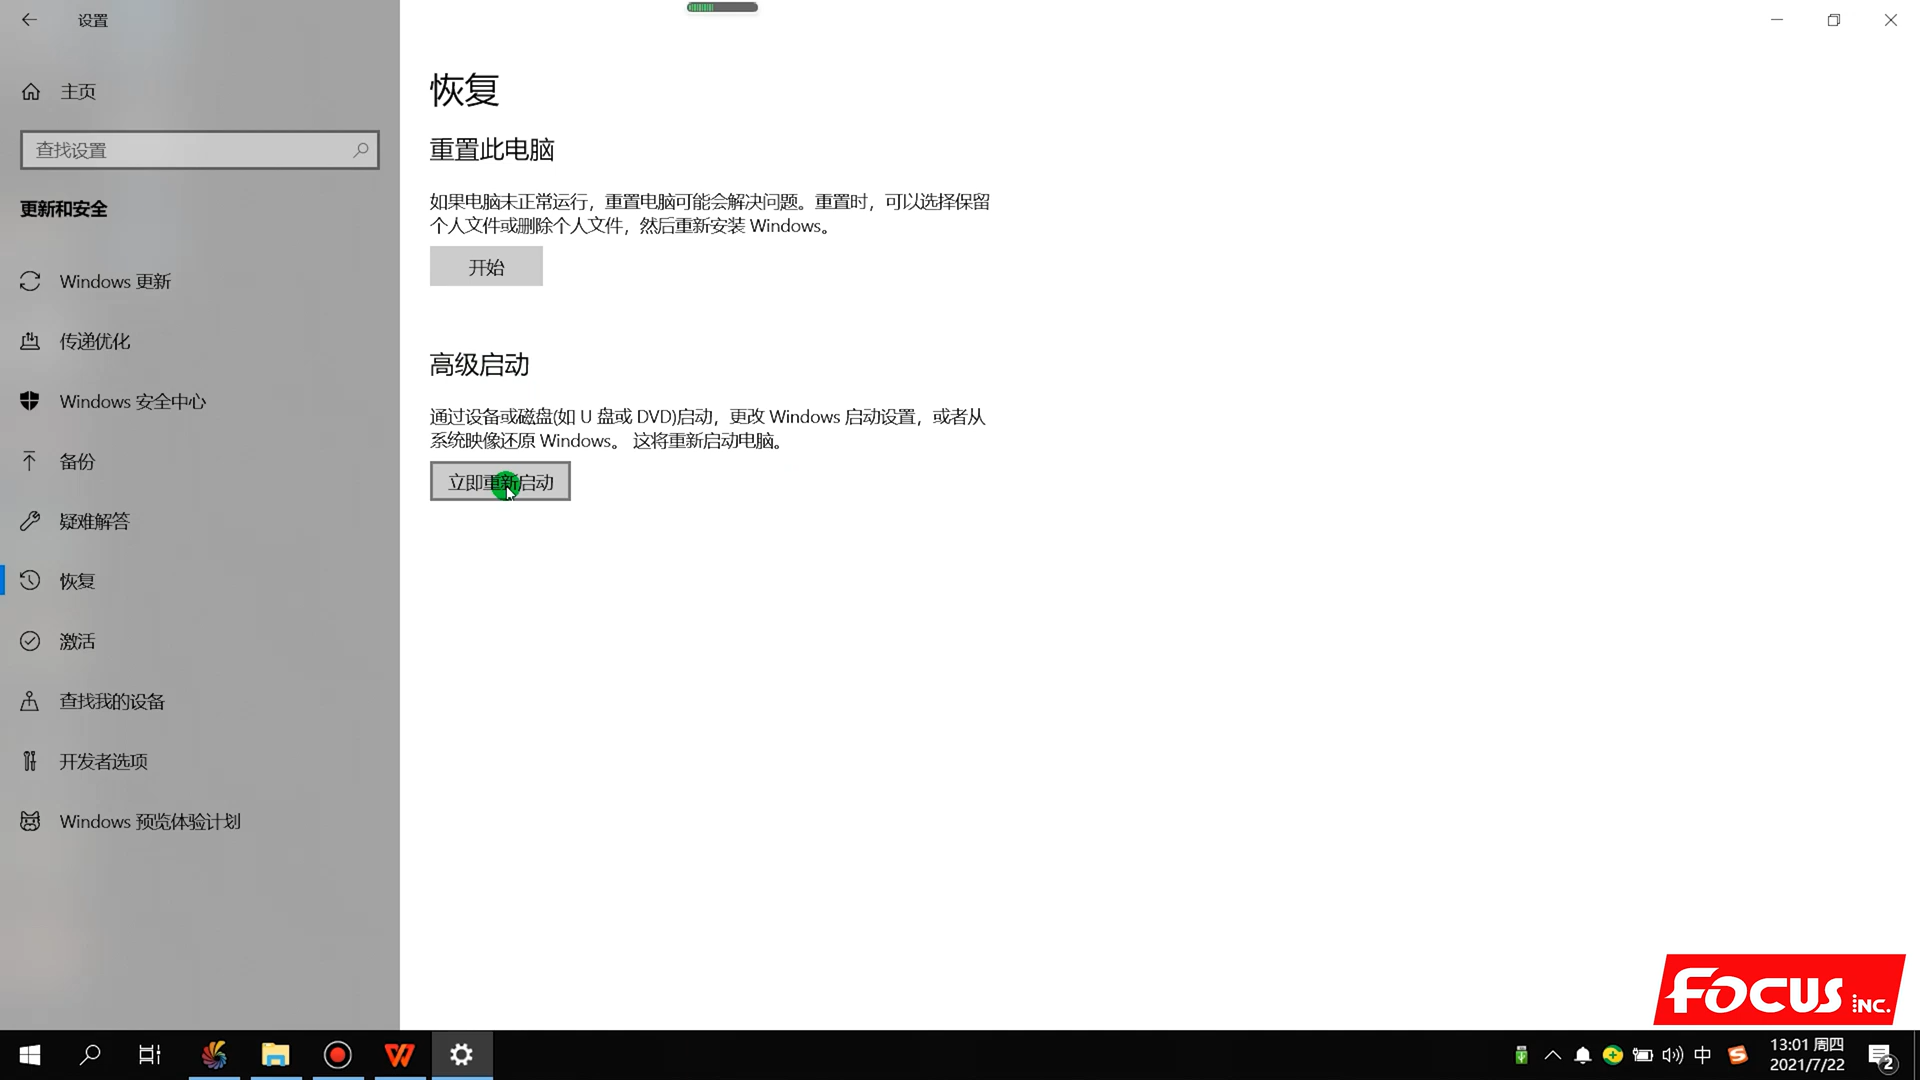 设置
主页
查找设置
更新和安全
Windows 更新
传递优化
Windows 安全中心
备份
疑难解答
恢复
激活
查找我的设备
开发者选项
Windows 预览体验计划
恢复
重置此电脑
如果电脑未正常运行，重置电脑可能会解决问题。重置时，可以选择保留
个人文件或删除个人文件，然后重新安装 Windows。
开始
高级启动
通过设备或磁盘(如 U 盘或 DVD)启动，更改 Windows 启动设置，或者从
系统映像还原 Windows。 这将重新启动电脑。
立即重新启动
FOCUS INC.
中
13:01 周四
2021/7/22
2